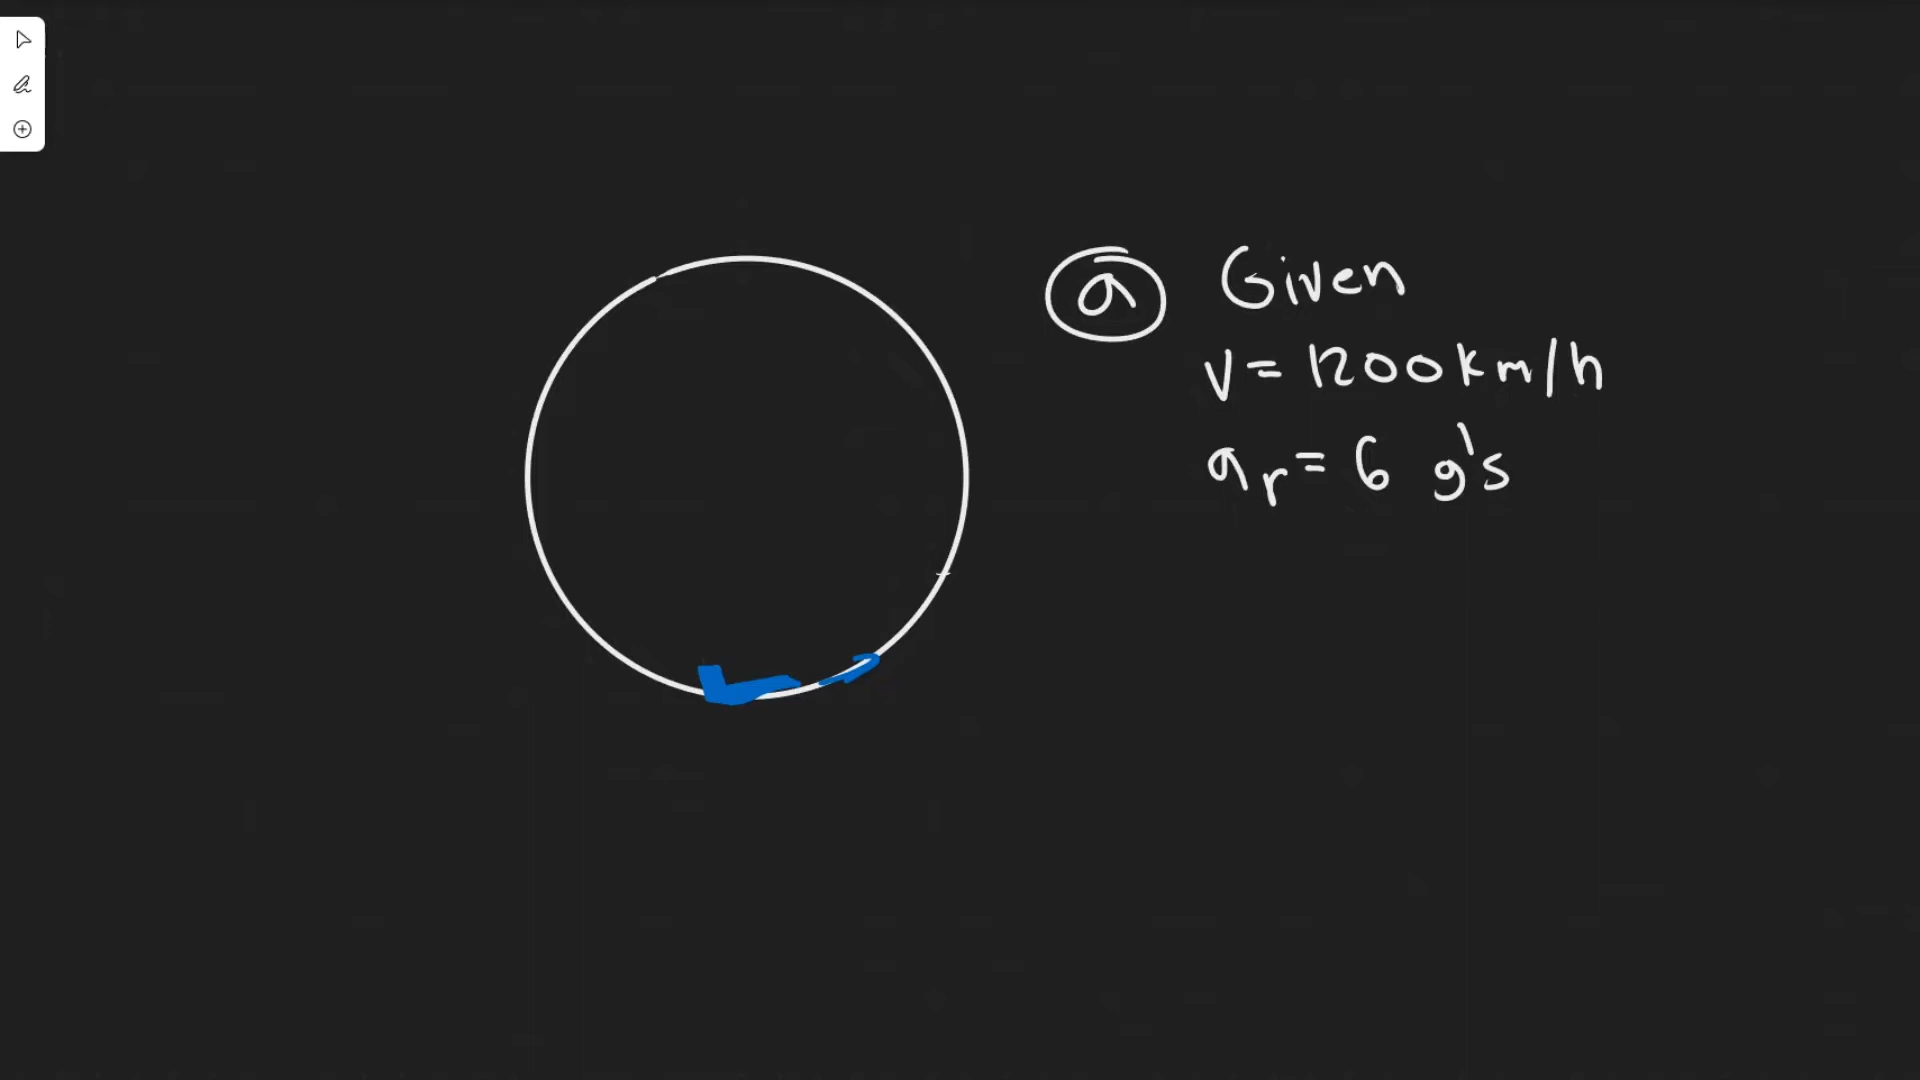 a Given
v = 1200 km/h
ar = 6 g's